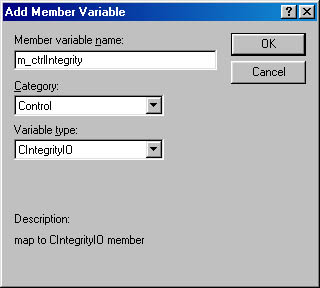 Add Member Variable
Member variable name:
OK
m_ctrlIntegrity
Cancel
Category:
Control
Variable type:
CIntegrityIO
Description:
map to CIntegrityIO member